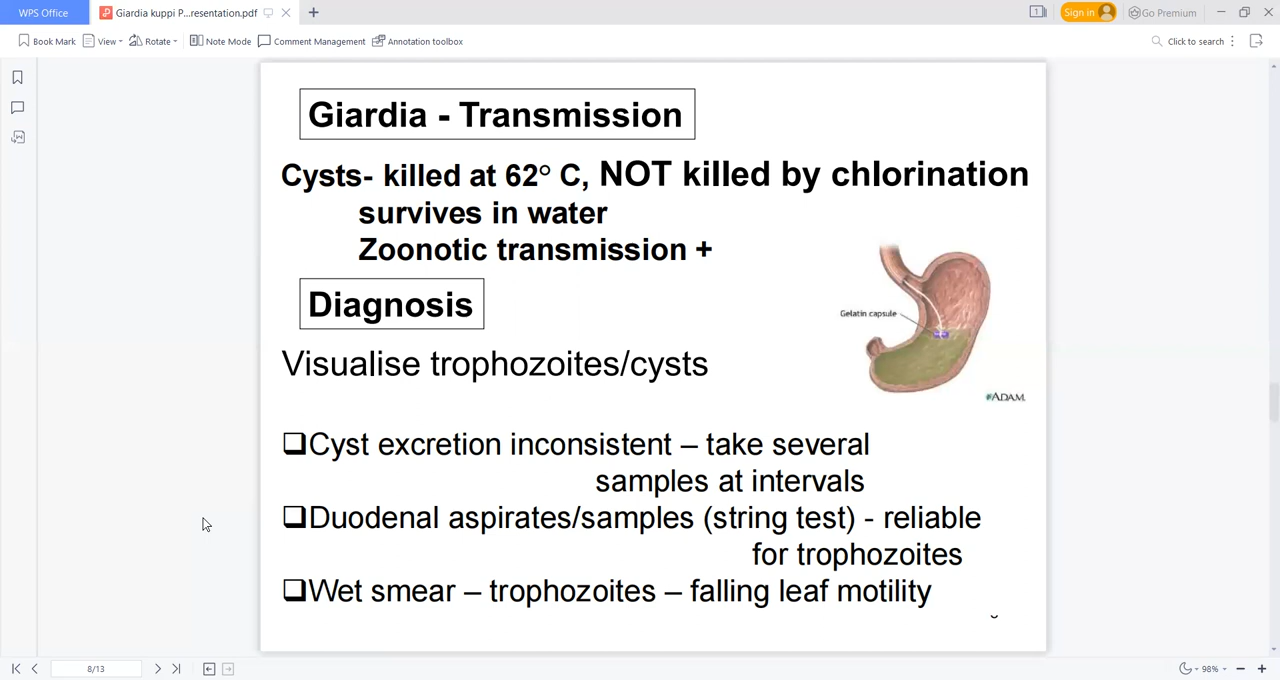 WPS Office
Giardia kuppi P...resentation.pdf
Sign in
Go Premium
Book Mark
View
Rotate
Note Mode
Comment Management
Annotation toolbox
Click to search
Giardia - Transmission
Cysts- killed at 62° C, NOT killed by chlorination
survives in water
Zoonotic transmission +
Diagnosis
Gelatin capsule
Visualise trophozoites/cysts
ADAM.
❑Cyst excretion inconsistent – take several
samples at intervals
❑Duodenal aspirates/samples (string test) - reliable
for trophozoites
❑Wet smear – trophozoites – falling leaf motility
8/13
98%